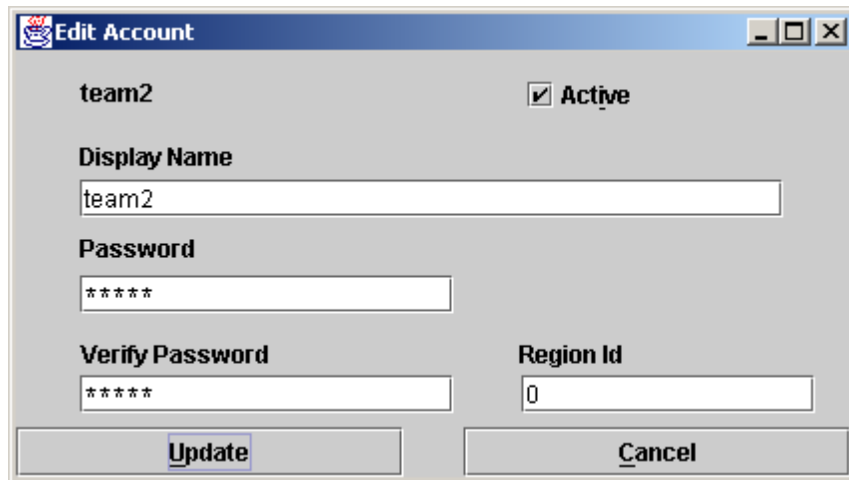 Edit Account
team2 Active
Display Name
team2
Password
*****
Verify Password Region Id
***** 0
Update Cancel